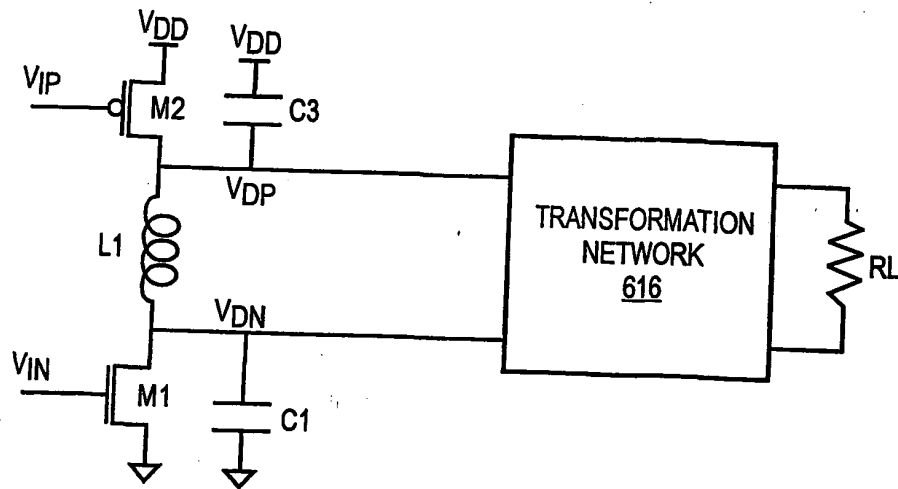 VDD
VDD
VIP
M2
C3
VDP
L1
TRANSFORMATION
NETWORK
616
RL
VDN
VIN
M1
C1